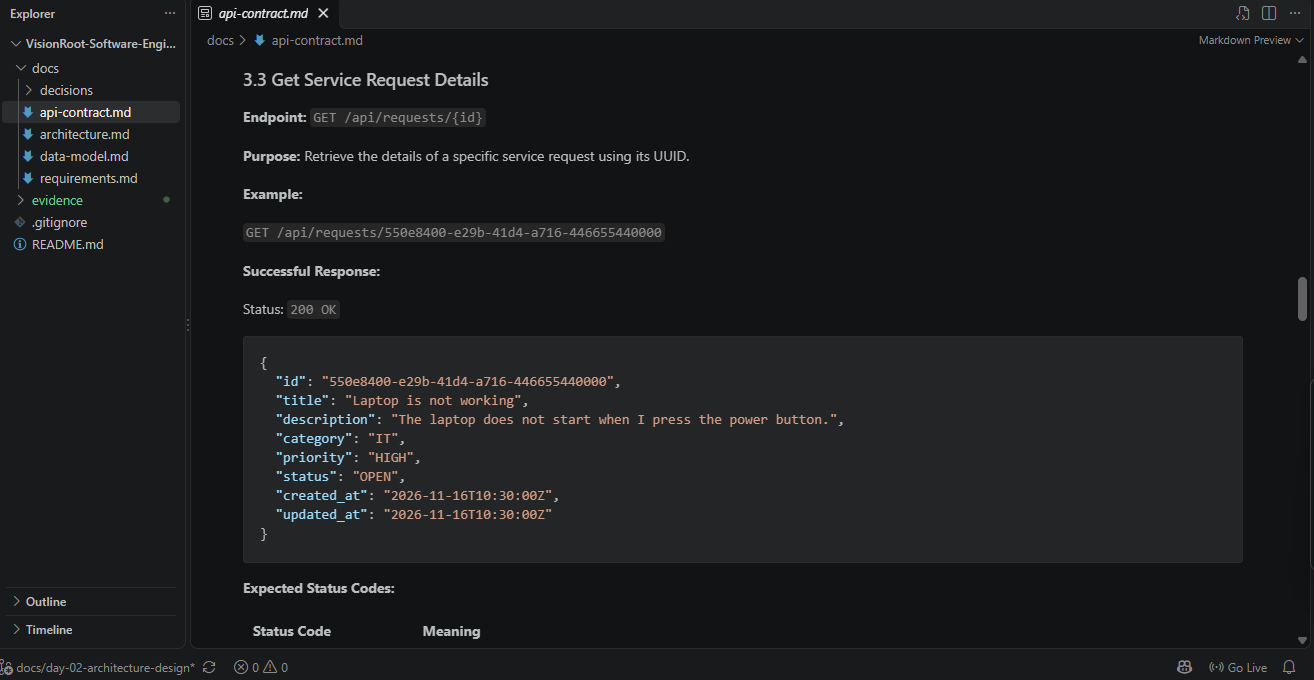 Explorer
VisionRoot-Software-Engi...
docs
decisions
api-contract.md
architecture.md
data-model.md
requirements.md
evidence
.gitignore
README.md
Outline
Timeline
api-contract.md
docs > api-contract.md
Markdown Preview
3.3 Get Service Request Details
Endpoint: GET /api/requests/{id}
Purpose: Retrieve the details of a specific service request using its UUID.
Example:
GET /api/requests/550e8400-e29b-41d4-a716-446655440000
Successful Response:
Status: 200 OK
{
"id": "550e8400-e29b-41d4-a716-446655440000",
"title": "Laptop is not working",
"description": "The laptop does not start when I press the power button.",
"category": "IT",
"priority": "HIGH",
"status": "OPEN",
"created_at": "2026-11-16T10:30:00Z",
"updated_at": "2026-11-16T10:30:00Z"
}
Expected Status Codes:
Status Code Meaning
docs/day-02-architecture-design* 0 0 Go Live